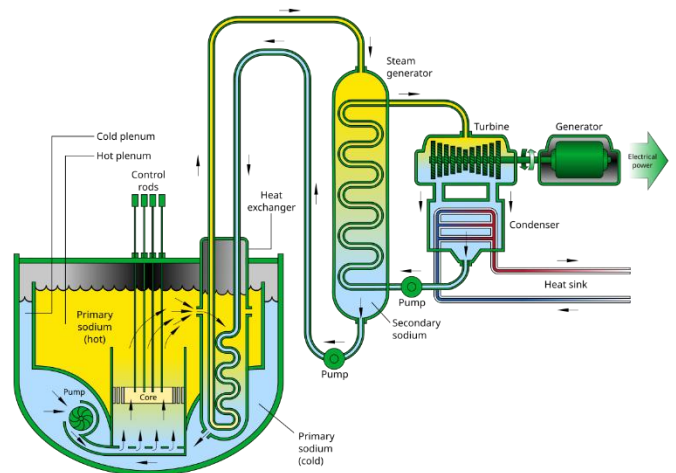 Steam
generator
Turbine
Generator
Electrical
power
Cold plenum
Hot plenum
Control
rods
Heat
exchanger
Condenser
Heat sink
Pump
Primary
sodium
(hot)
Secondary
sodium
Pump
Pump
Core
Primary
sodium
(cold)